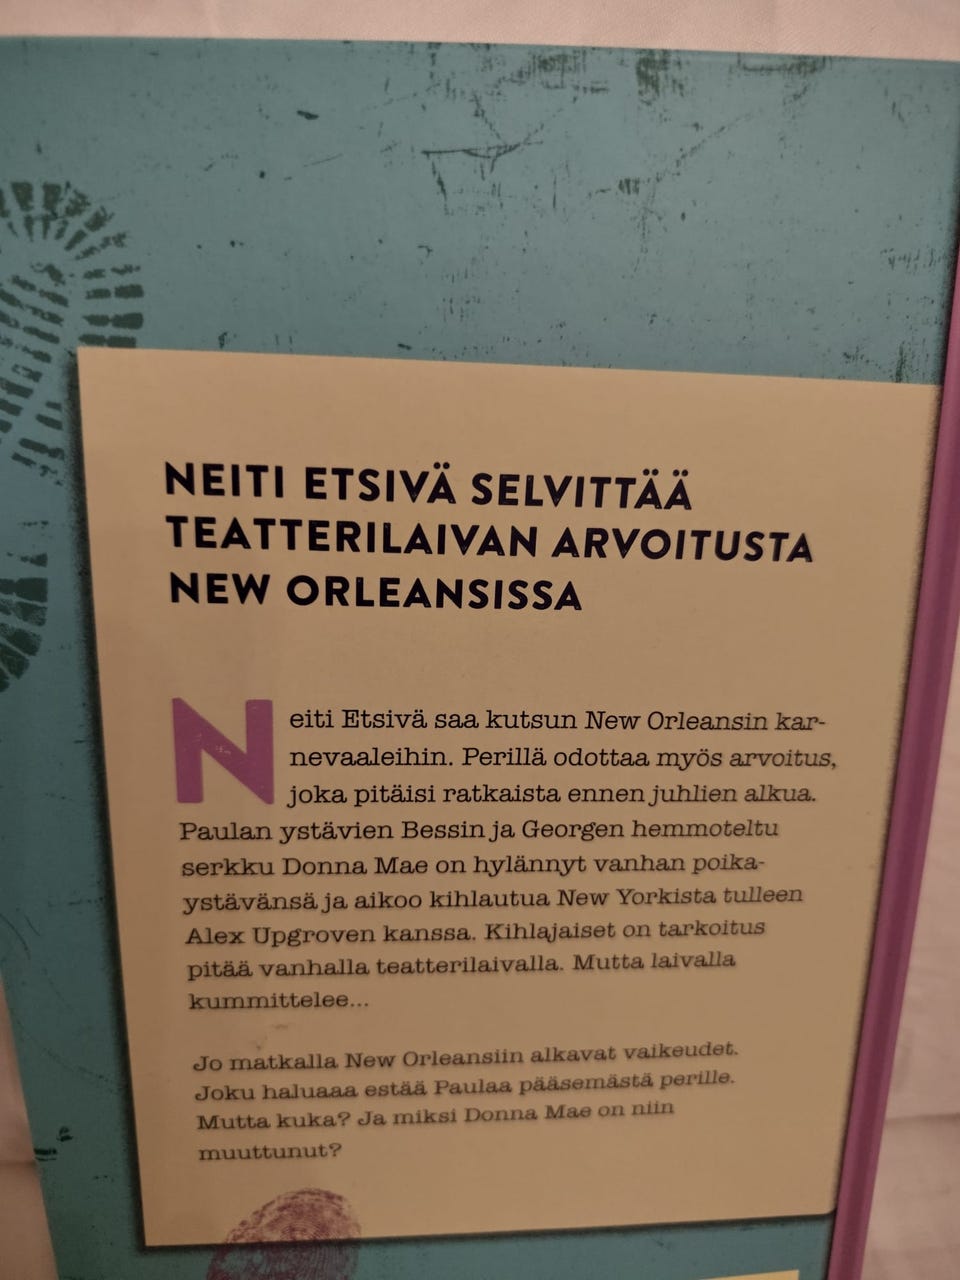 NEITI ETSIVÄ SELVITTÄÄ
TEATTERILAIVAN ARVOITUSTA
NEW ORLEANSISSA
Neiti Etsivä saa kutsun New Orleansin kar-
nevaaleihin. Perillä odottaa myös arvoitus,
joka pitäisi ratkaista ennen juhlien alkua.
Paulan ystävien Bessin ja Georgen hemmoteltu
serkku Donna Mae on hylännyt vanhan poika-
ystävänsä ja aikoo kihlautua New Yorkista tulleen
Alex Upgroven kanssa. Kihlajaiset on tarkoitus
pitää vanhalla teatterilaivalla. Mutta laivalla
kummittelee...
Jo matkalla New Orleansiin alkavat vaikeudet.
Joku haluaaa estää Paulaa pääsemästä perille.
Mutta kuka? Ja miksi Donna Mae on niin
muuttunut?